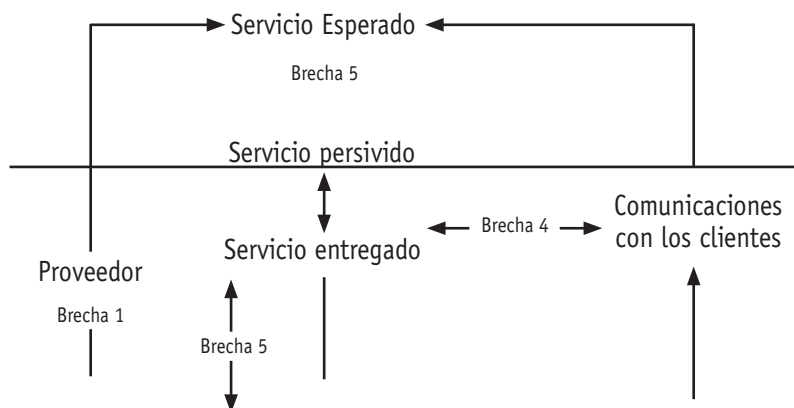 Servicio Esperado
Brecha 5
Servicio persivido
Brecha 4
Comunicaciones
con los clientes
Servicio entregado
Proveedor
Brecha 1
Brecha 5